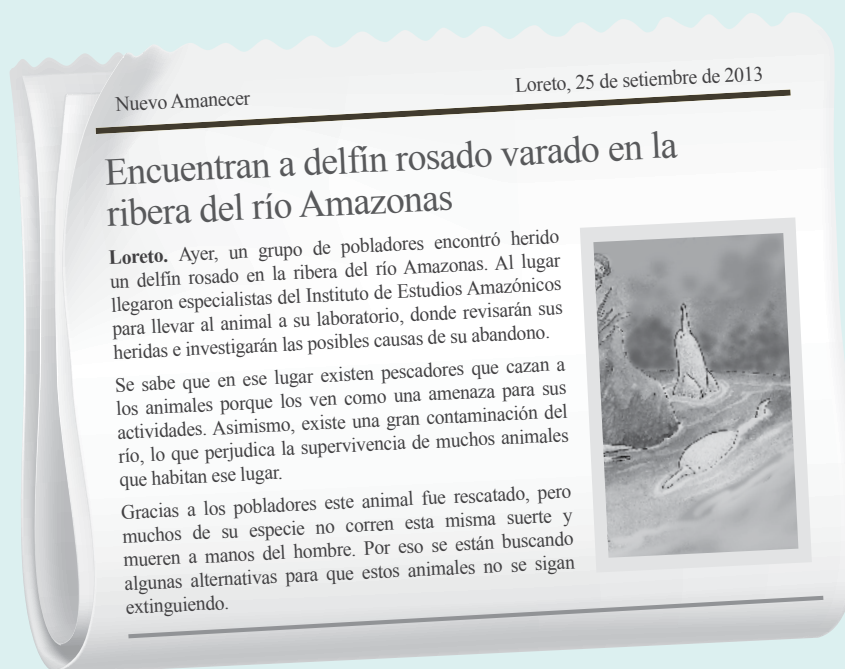 Nuevo Amanecer
Loreto, 25 de setiembre de 2013
Encuentran a delfín rosado varado en la
ribera del río Amazonas
Loreto. Ayer, un grupo de pobladores encontró herido
un delfín rosado en la ribera del río Amazonas. Al lugar
llegaron especialistas del Instituto de Estudios Amazónicos
para llevar al animal a su laboratorio, donde revisarán sus
heridas e investigarán las posibles causas de su abandono.
Se sabe que en ese lugar existen pescadores que cazan a
los animales porque los ven como una amenaza para sus
actividades. Asimismo, existe una gran contaminación del
río, lo que perjudica la supervivencia de muchos animales
que habitan ese lugar.
Gracias a los pobladores este animal fue rescatado, pero
muchos de su especie no corren esta misma suerte y
mueren a manos del hombre. Por eso se están buscando
algunas alternativas para que estos animales no se sigan
extinguiendo.